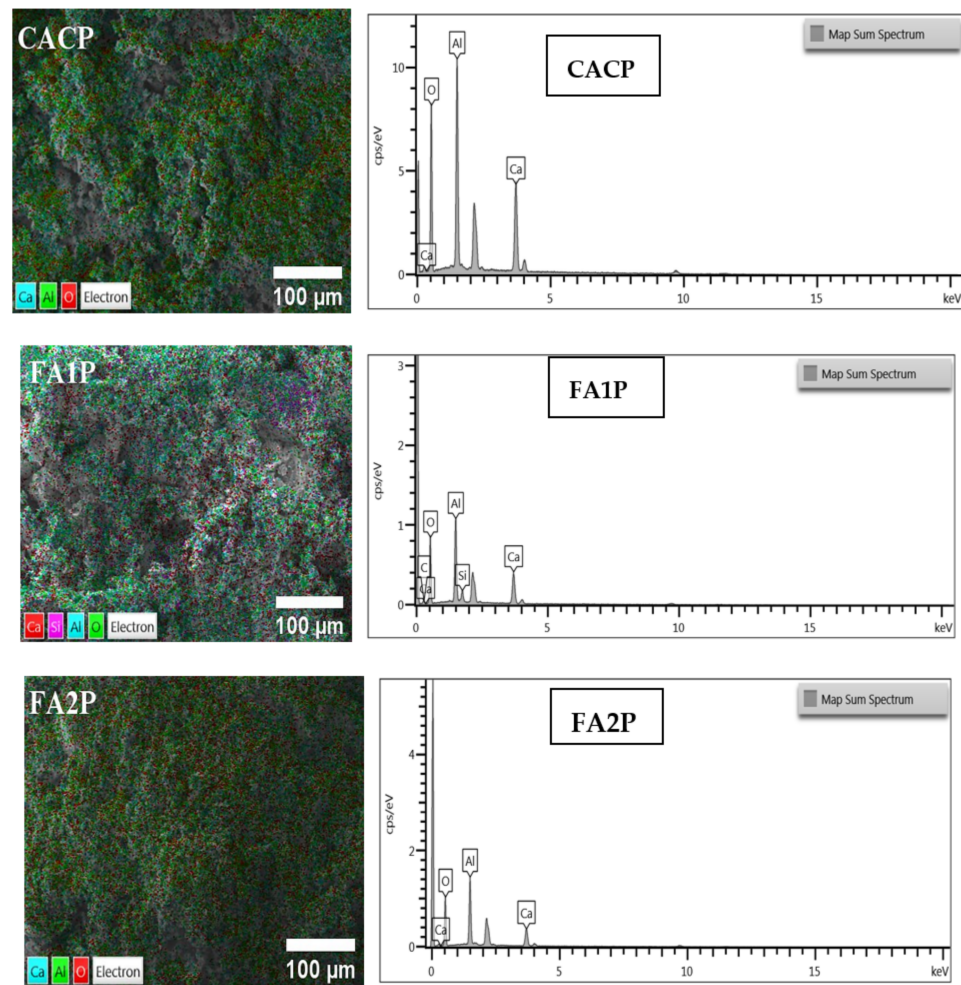 CACP
Ca Al O Electron
100 µm
Map Sum Spectrum
CACP
cps/eV
10
5
0
Al
O
Ca
Ca
0 5 10 15 keV
FA1P
Ca Si Al O Electron
100 µm
Map Sum Spectrum
FA1P
cps/eV
3
2
1
0
Al
O
C
Ca
Si
Ca
0 5 10 15 keV
FA2P
Ca Al O Electron
100 µm
Map Sum Spectrum
FA2P
cps/eV
4
2
0
Al
O
Ca
Ca
0 5 10 15 keV